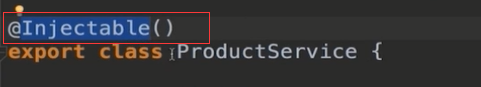 @Injectable()
export class ProductService {